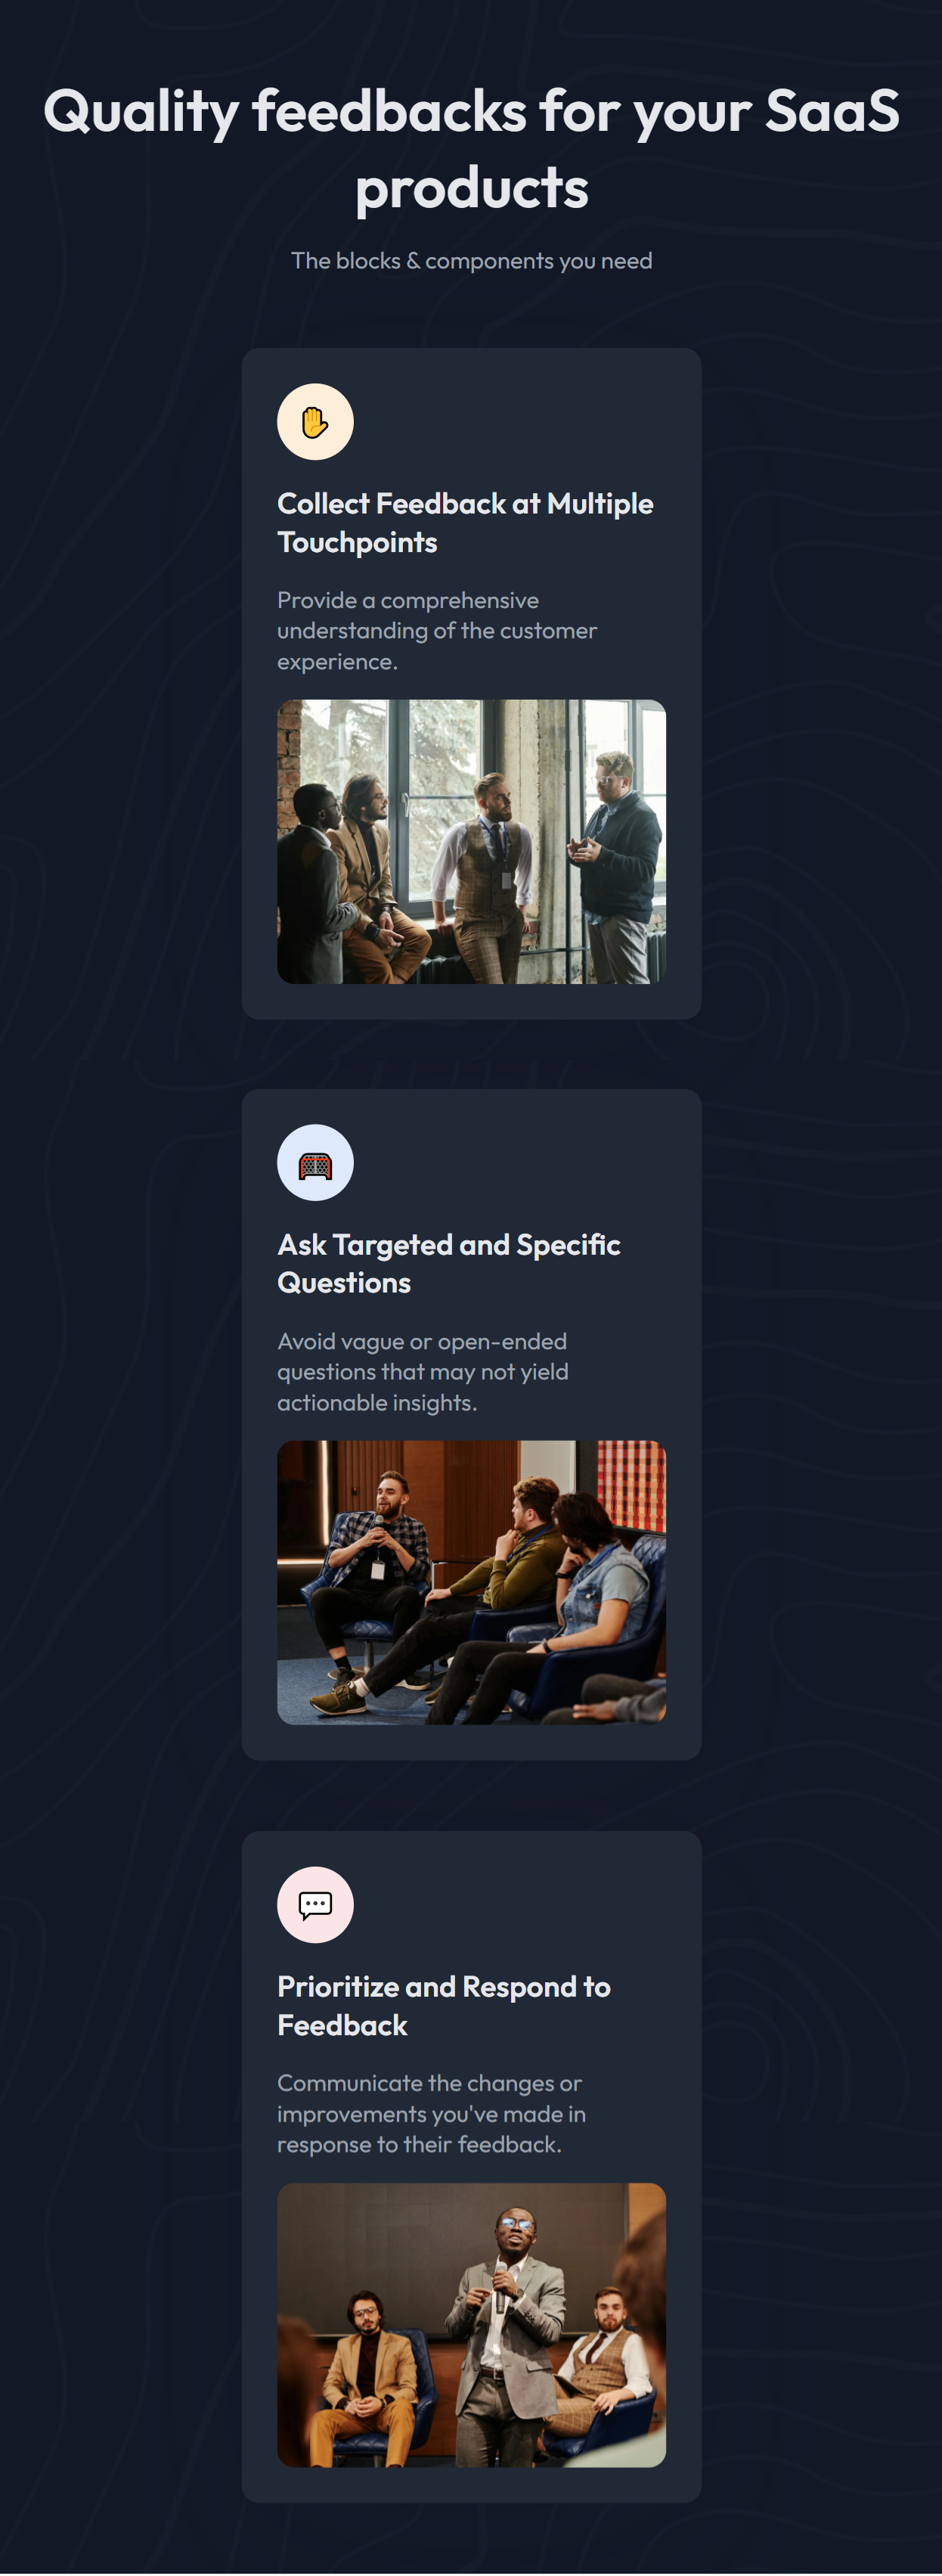 Quality feedbacks for your SaaS
products
The blocks & components you need
Collect Feedback at Multiple
Touchpoints
Provide a comprehensive
understanding of the customer
experience.
Ask Targeted and Specific
Questions
Avoid vague or open-ended
questions that may not yield
actionable insights.
Prioritize and Respond to
Feedback
Communicate the changes or
improvements you've made in
response to their feedback.